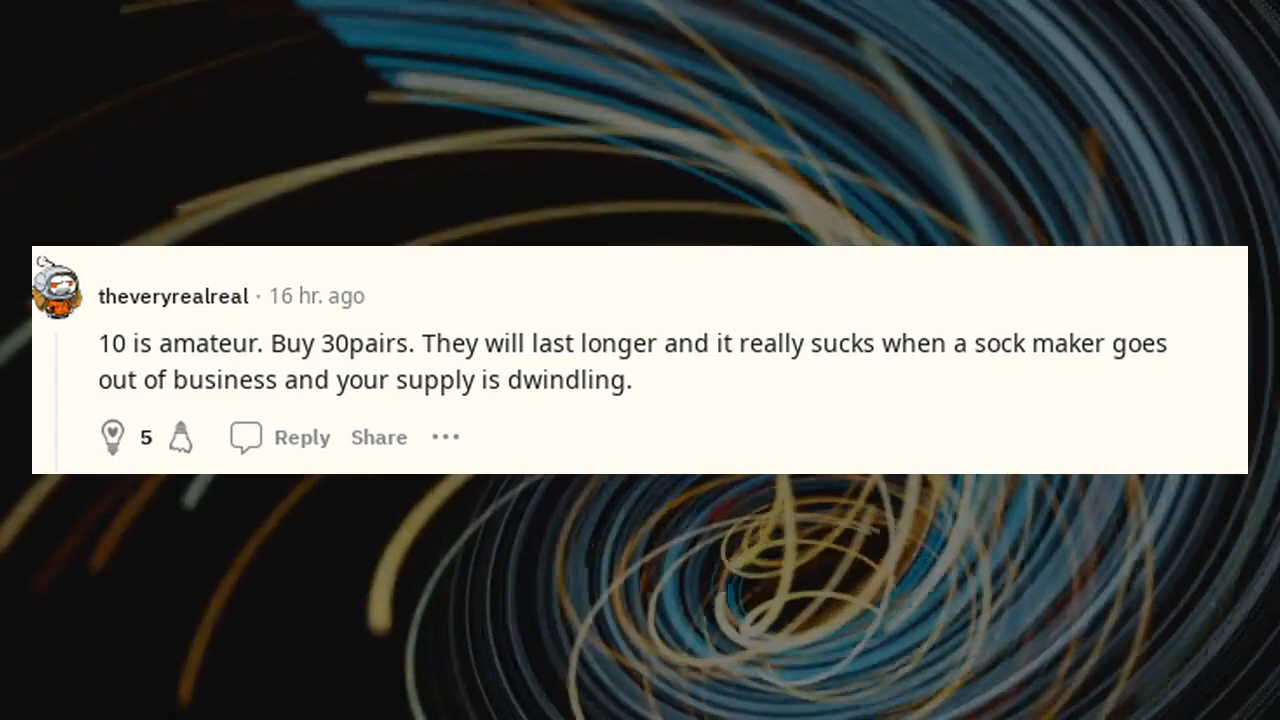 theveryrealreal · 16 hr. ago
10 is amateur. Buy 30pairs. They will last longer and it really sucks when a sock maker goes
out of business and your supply is dwindling.
5 Reply Share ···